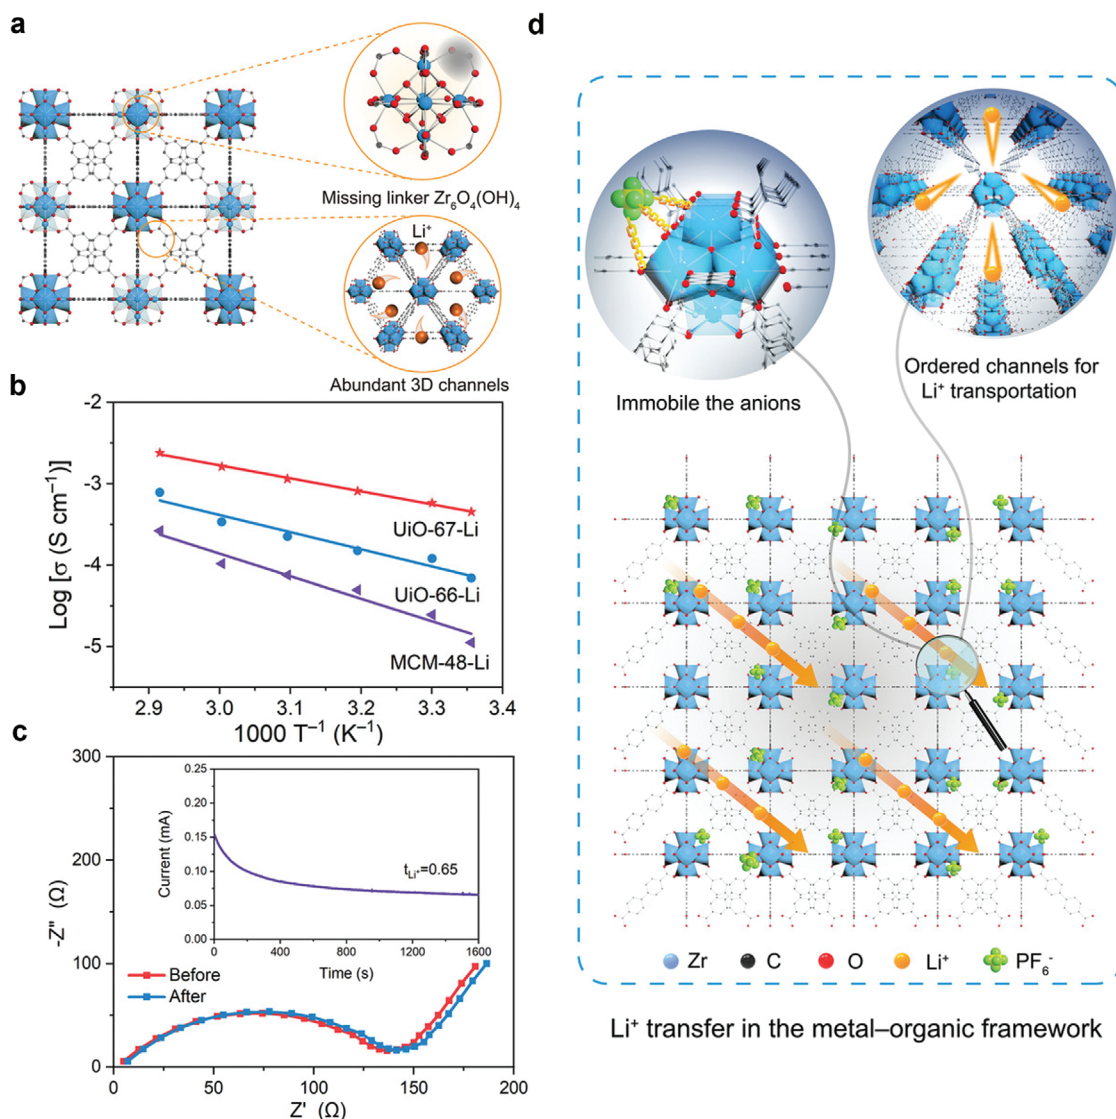 a
Missing linker Zr₆O₄(OH)₄
Li⁺
Abundant 3D channels
b
-2
-3
-4
-5
Log [σ (S cm⁻¹)]
UiO-67-Li
UiO-66-Li
MCM-48-Li
2.9 3.0 3.1 3.2 3.3 3.4
1000 T⁻¹ (K⁻¹)
c
300
200
100
0
-Z'' (Ω)
0.25
0.20
0.15
0.10
0.05
0.00
Current (mA)
t_Li⁺=0.65
0 400 800 1200 1600
Time (s)
Before
After
0 50 100 150 200
Z' (Ω)
d
Immobile the anions
Ordered channels for
Li⁺ transportation
Zr C O Li⁺ PF₆⁻
Li⁺ transfer in the metal–organic framework